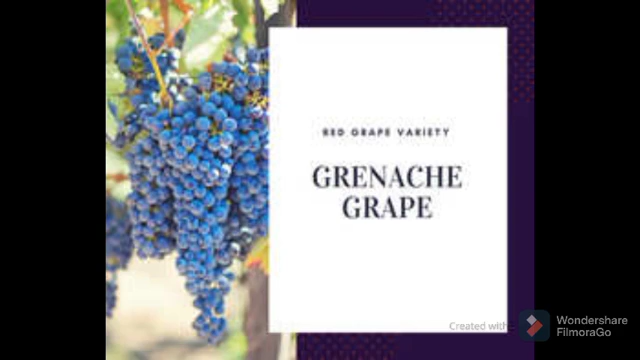 RED GRAPE VARIETY
GRENACHE
GRAPE
Created with
Wondershare
FilmoraGo